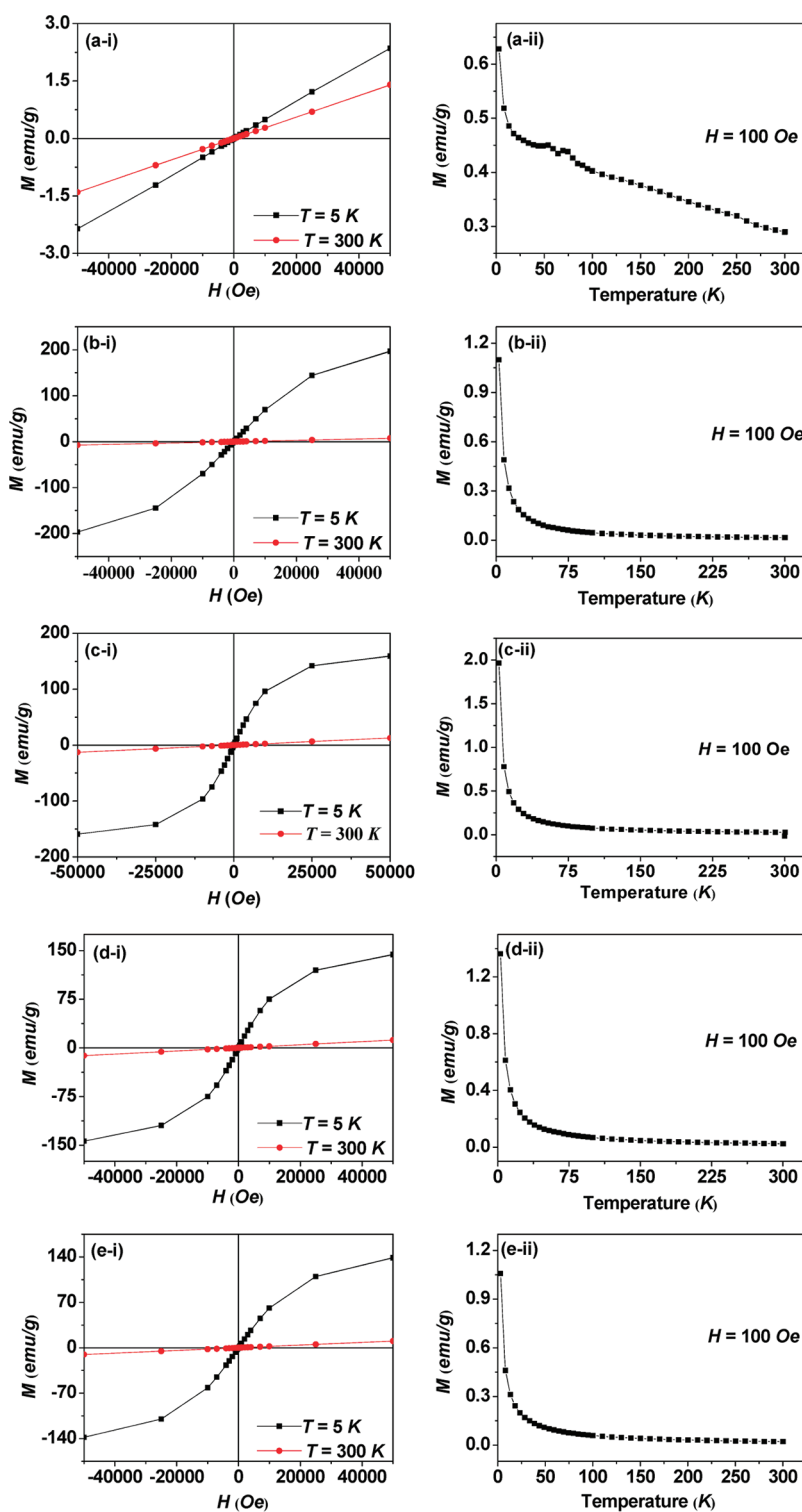 (a-i)
3.0
1.5
0.0
-1.5
-3.0
M (emu/g)
T = 5 K
T = 300 K
-40000 -20000 0 20000 40000
H (Oe)
(a-ii)
0.6
0.5
0.4
0.3
M (emu/g)
H = 100 Oe
0 50 100 150 200 250 300
Temperature (K)
(b-i)
200
100
0
-100
-200
M (emu/g)
T = 5 K
T = 300 K
-40000 -20000 0 20000 40000
H (Oe)
(b-ii)
1.2
0.9
0.6
0.3
0.0
M (emu/g)
H = 100 Oe
0 75 150 225 300
Temperature (K)
(c-i)
200
100
0
-100
-200
M (emu/g)
T = 5 K
T = 300 K
-50000 -25000 0 25000 50000
H (Oe)
(c-ii)
2.0
1.5
1.0
0.5
0.0
M (emu/g)
H = 100 Oe
0 75 150 225 300
Temperature (K)
(d-i)
150
75
0
-75
-150
M (emu/g)
T = 5 K
T = 300 K
-40000 -20000 0 20000 40000
H (Oe)
(d-ii)
1.2
0.8
0.4
0.0
M (emu/g)
H = 100 Oe
0 75 150 225 300
Temperature (K)
(e-i)
140
70
0
-70
-140
M (emu/g)
T = 5 K
T = 300 K
-40000 -20000 0 20000 40000
H (Oe)
(e-ii)
1.2
0.9
0.6
0.3
0.0
M (emu/g)
H = 100 Oe
0 50 100 150 200 250 300
Temperature (K)